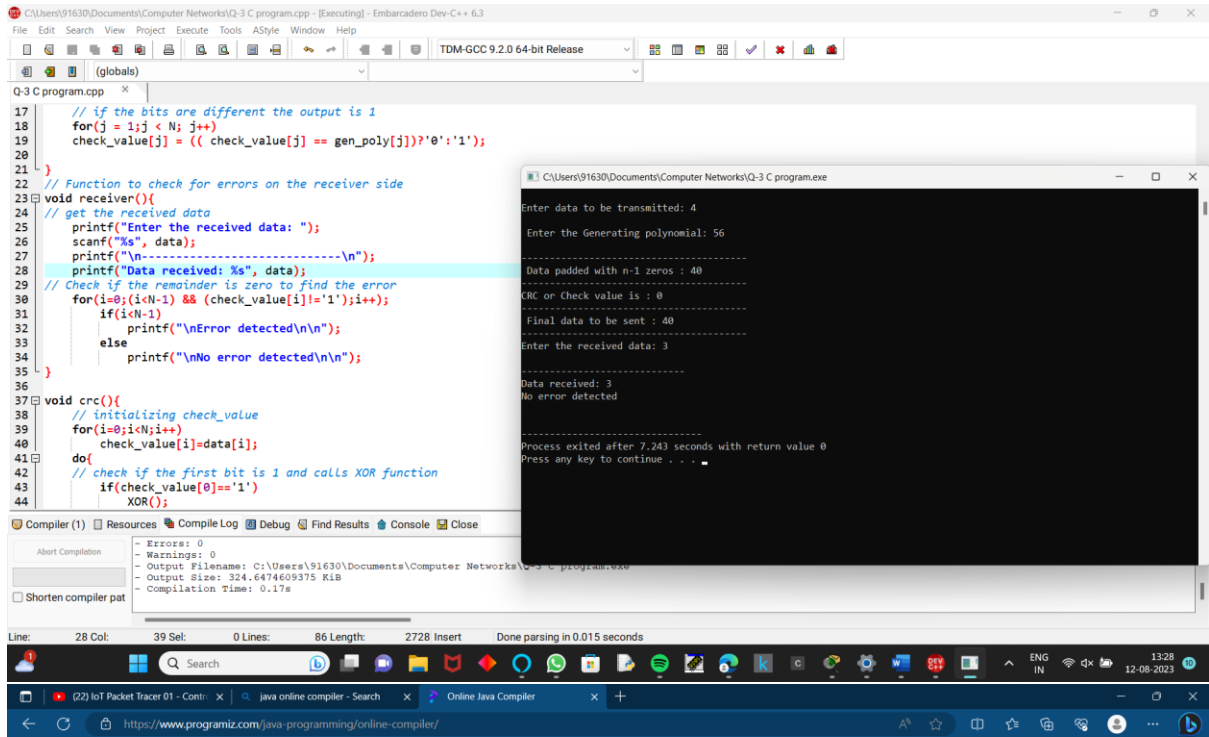 C:\Users\91630\Documents\Computer Networks\Q-3 C program.cpp - [Executing] - Embarcadero Dev-C++ 6.3
File Edit Search View Project Execute Tools AStyle Window Help
TDM-GCC 9.2.0 64-bit Release
(globals)
Q-3 C program.cpp
17 // if the bits are different the output is 1
18 for(j = 1;j < N; j++)
19 check_value[j] = (( check_value[j] == gen_poly[j])?'0':'1');
20
21 }
22 // Function to check for errors on the receiver side
23 void receiver(){
24 // get the received data
25 printf("Enter the received data: ");
26 scanf("%s", data);
27 printf("\n-----------------------------\n");
28 printf("Data received: %s", data);
29 // Check if the remainder is zero to find the error
30 for(i=0;(i<N-1) && (check_value[i]!='1');i++);
31 if(i<N-1)
32 printf("\nError detected\n\n");
33 else
34 printf("\nNo error detected\n\n");
35 }
36
37 void crc(){
38 // initializing check_value
39 for(i=0;i<N;i++)
40 check_value[i]=data[i];
41 do{
42 // check if the first bit is 1 and calls XOR function
43 if(check_value[0]=='1')
44 XOR();
C:\Users\91630\Documents\Computer Networks\Q-3 C program.exe
Enter data to be transmitted: 4
Enter the Generating polynomial: 56
----------------------------------------
Data padded with n-1 zeros : 40
----------------------------------------
CRC or Check value is : 0
----------------------------------------
Final data to be sent : 40
----------------------------------------
Enter the received data: 3
-----------------------------
Data received: 3
No error detected
--------------------------------
Process exited after 7.243 seconds with return value 0
Press any key to continue . . .
Compiler (1) Resources Compile Log Debug Find Results Console Close
Abort Compilation
Shorten compiler pat
- Errors: 0
- Warnings: 0
- Output Filename: C:\Users\91630\Documents\Computer Networks\Q-3 C program.exe
- Output Size: 324.6474609375 KiB
- Compilation Time: 0.17s
Line: 28 Col: 39 Sel: 0 Lines: 86 Length: 2728 Insert Done parsing in 0.015 seconds
1
Search
ENG
IN
13:28
12-08-2023
10
(22) IoT Packet Tracer 01 - Contr
java online compiler - Search
Online Java Compiler
https://www.programiz.com/java-programming/online-compiler/